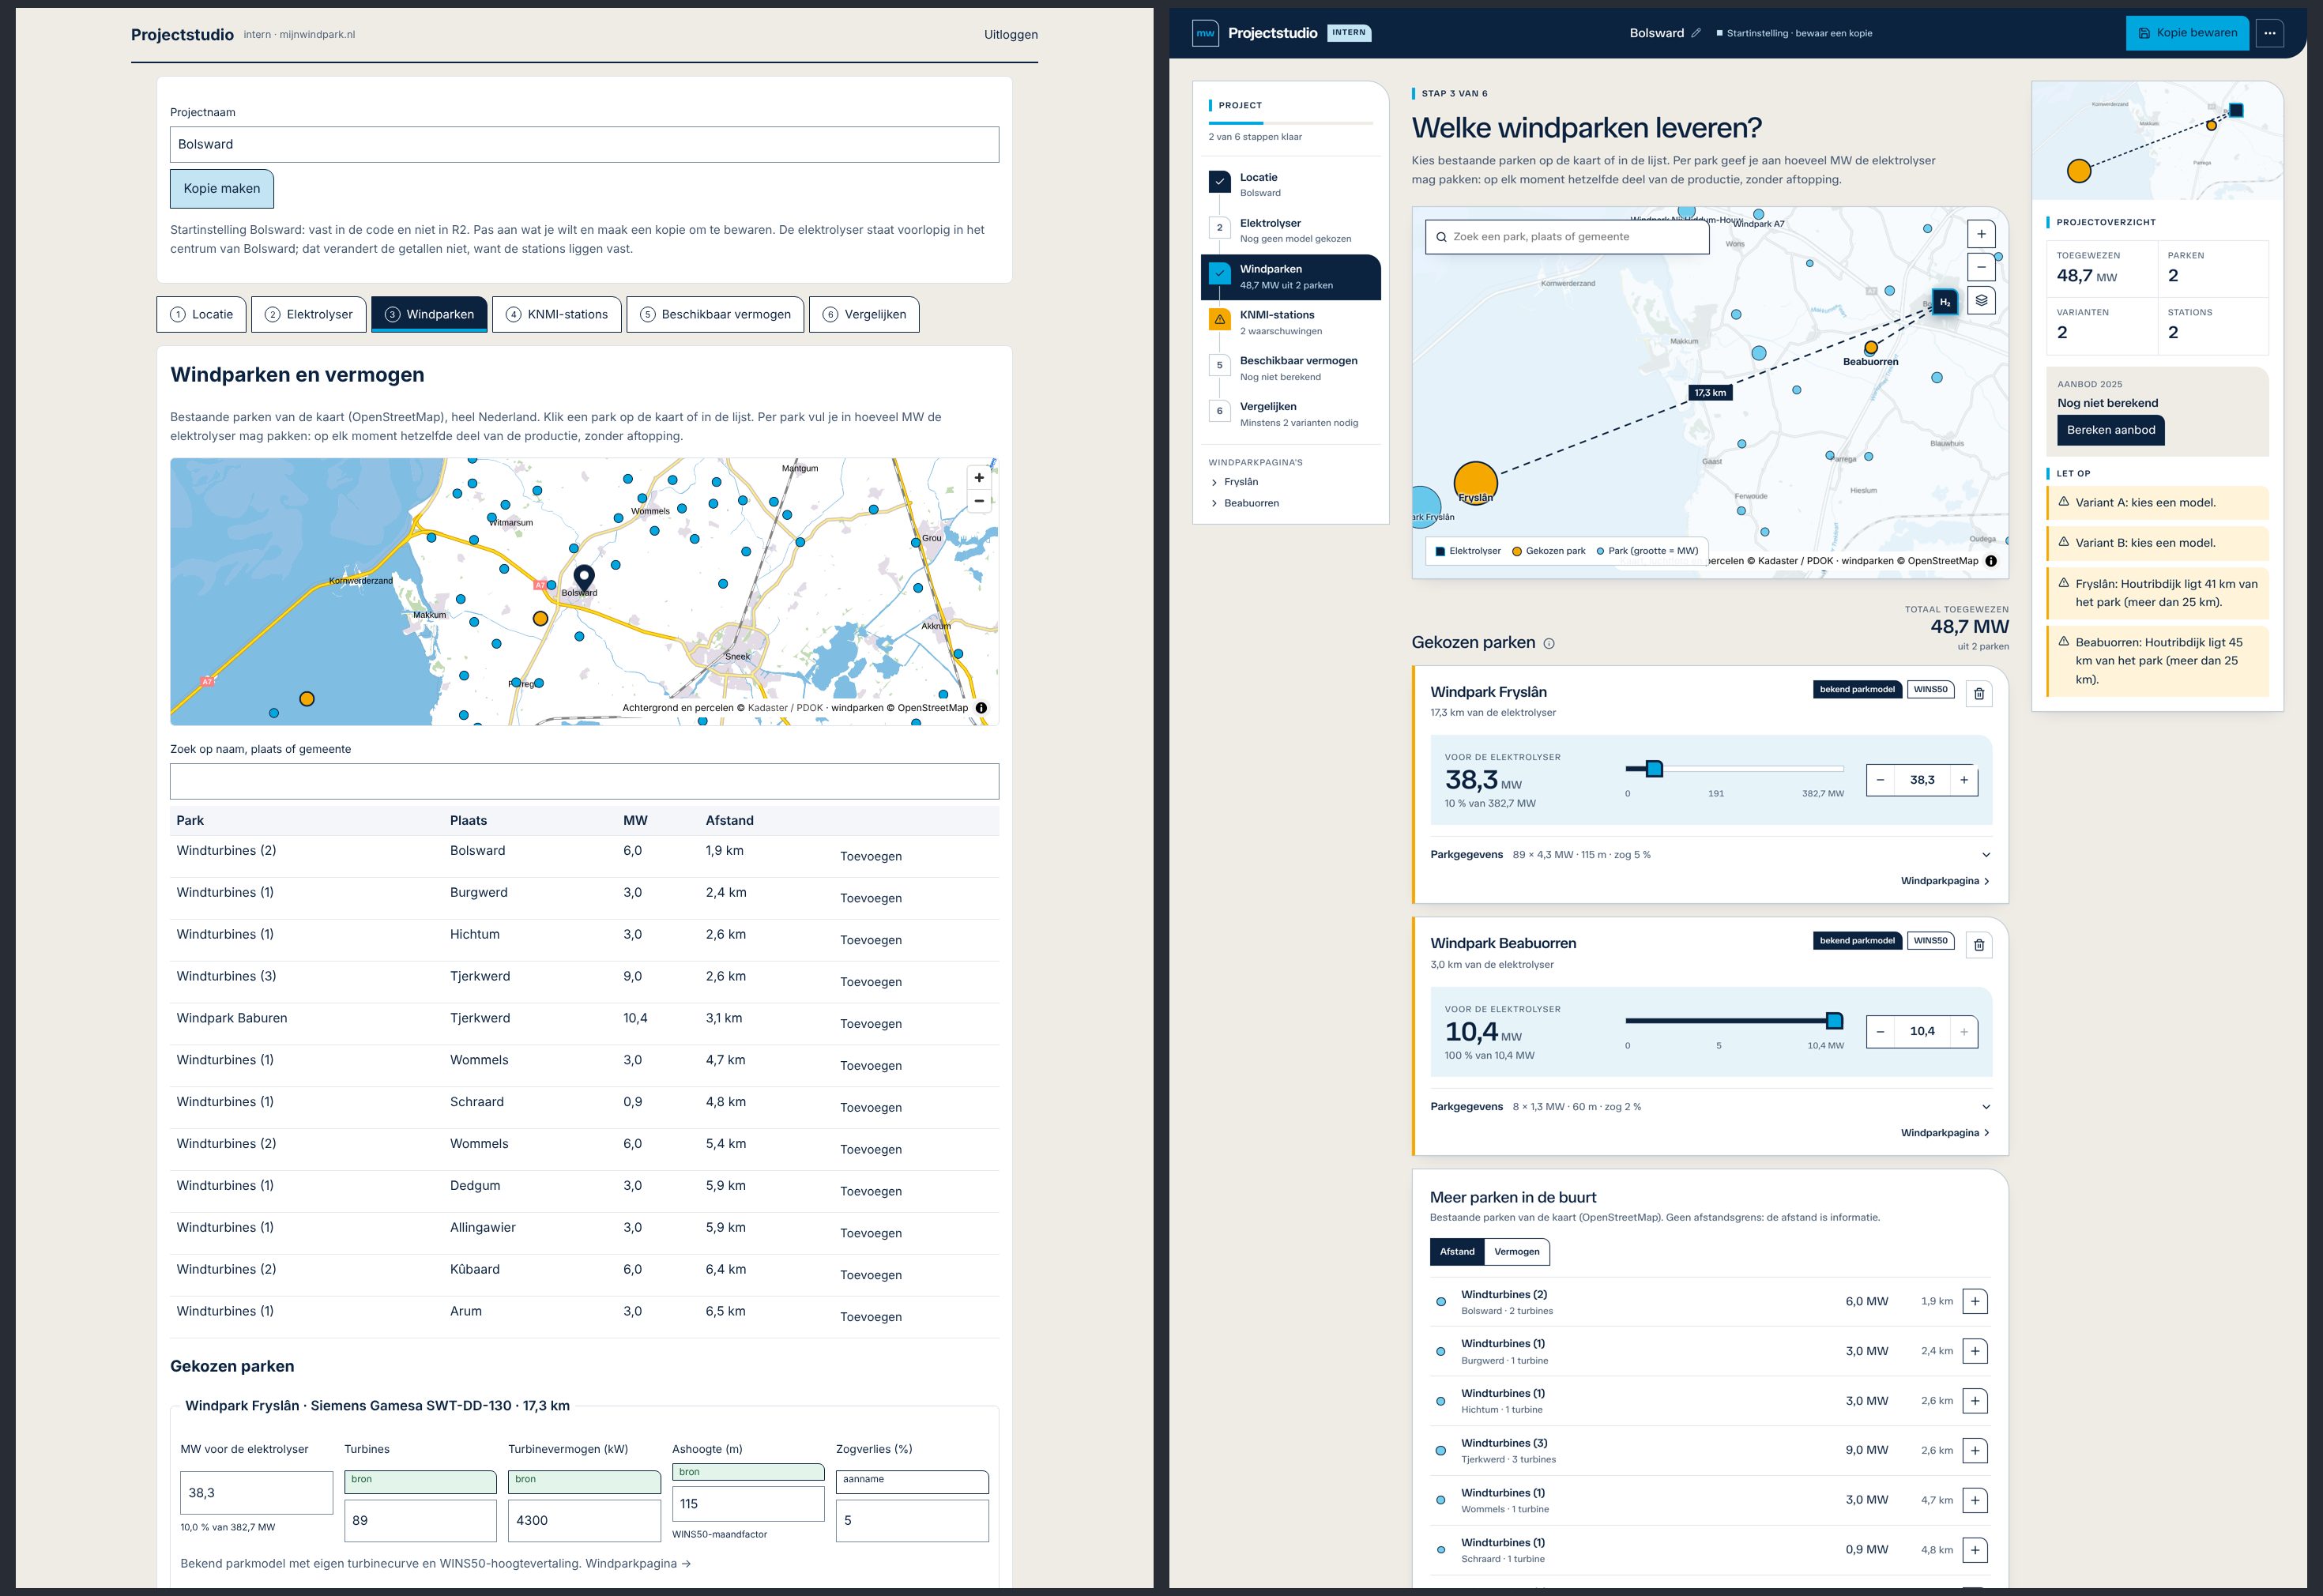 Projectstudio intern · mijnwindpark.nl Uitloggen
Projectnaam
Bolsward
Kopie maken
Startinstelling Bolsward: vast in de code en niet in R2. Pas aan wat je wilt en maak een kopie om te bewaren. De elektrolyser staat voorlopig in het
centrum van Bolsward; dat verandert de getallen niet, want de stations liggen vast.
1 Locatie 2 Elektrolyser 3 Windparken 4 KNMI-stations 5 Beschikbaar vermogen 6 Vergelijken
Windparken en vermogen
Bestaande parken van de kaart (OpenStreetMap), heel Nederland. Klik een park op de kaart of in de lijst. Per park vul je in hoeveel MW de
elektrolyser mag pakken: op elk moment hetzelfde deel van de productie, zonder aftopping.
Mantgum
Witmarsum
Wommels
Grou
Kornwerderzand
A7
Bolsward
Makkum
Akkrum
Sneek
A7
Achtergrond en percelen © Kadaster / PDOK · windparken © OpenStreetMap
Zoek op naam, plaats of gemeente
Park Plaats MW Afstand
Windturbines (2) Bolsward 6,0 1,9 km Toevoegen
Windturbines (1) Burgwerd 3,0 2,4 km Toevoegen
Windturbines (1) Hichtum 3,0 2,6 km Toevoegen
Windturbines (3) Tjerkwerd 9,0 2,6 km Toevoegen
Windpark Baburen Tjerkwerd 10,4 3,1 km Toevoegen
Windturbines (1) Wommels 3,0 4,7 km Toevoegen
Windturbines (1) Schraard 0,9 4,8 km Toevoegen
Windturbines (2) Wommels 6,0 5,4 km Toevoegen
Windturbines (1) Dedgum 3,0 5,9 km Toevoegen
Windturbines (1) Allingawier 3,0 5,9 km Toevoegen
Windturbines (2) Kûbaard 6,0 6,4 km Toevoegen
Windturbines (1) Arum 3,0 6,5 km Toevoegen
Gekozen parken
Windpark Fryslân · Siemens Gamesa SWT-DD-130 · 17,3 km
MW voor de elektrolyser Turbines Turbinevermogen (kW) Ashoogte (m) Zogverlies (%)
bron bron bron aanname
38,3 89 4300 115 5
10,0 % van 382,7 MW WINS50-maandfactor
Bekend parkmodel met eigen turbinecurve en WINS50-hoogtevertaling. Windparkpagina →
mw Projectstudio INTERN Bolsward Startinstelling · bewaar een kopie Kopie bewaren
PROJECT
2 van 6 stappen klaar
Locatie
Bolsward
2 Elektrolyser
Nog geen model gekozen
Windparken
48,7 MW uit 2 parken
KNMI-stations
2 waarschuwingen
5 Beschikbaar vermogen
Nog niet berekend
6 Vergelijken
Minstens 2 varianten nodig
WINDPARKPAGINA'S
Fryslân
Beabuorren
STAP 3 VAN 6
Welke windparken leveren?
Kies bestaande parken op de kaart of in de lijst. Per park geef je aan hoeveel MW de elektrolyser
mag pakken: op elk moment hetzelfde deel van de productie, zonder aftopping.
Windpark A7
Zoek een park, plaats of gemeente
Wons
Kornwerderzand
A7
H₂
Makkum
Beabuorren
17,3 km
Blauwhuis
Gaast
Parrega
Fryslân
Ferwoude
Hieslum
ark Fryslân
Oudega
Elektrolyser Gekozen park Park (grootte = MW)
percelen © Kadaster / PDOK · windparken © OpenStreetMap
TOTAAL TOEGEWEZEN
48,7 MW
Gekozen parken uit 2 parken
Windpark Fryslân bekend parkmodel WINS50
17,3 km van de elektrolyser
VOOR DE ELEKTROLYSER
38,3 MW 38,3
10 % van 382,7 MW
0 191 382,7 MW
Parkgegevens 89 × 4,3 MW · 115 m · zog 5 %
Windparkpagina
Windpark Beabuorren bekend parkmodel WINS50
3,0 km van de elektrolyser
VOOR DE ELEKTROLYSER
10,4 MW 10,4
100 % van 10,4 MW
0 5 10,4 MW
Parkgegevens 8 × 1,3 MW · 60 m · zog 2 %
Windparkpagina
Meer parken in de buurt
Bestaande parken van de kaart (OpenStreetMap). Geen afstandsgrens: de afstand is informatie.
Afstand Vermogen
Windturbines (2) 6,0 MW 1,9 km
Bolsward · 2 turbines
Windturbines (1) 3,0 MW 2,4 km
Burgwerd · 1 turbine
Windturbines (1) 3,0 MW 2,6 km
Hichtum · 1 turbine
Windturbines (3) 9,0 MW 2,6 km
Tjerkwerd · 3 turbines
Windturbines (1) 3,0 MW 4,7 km
Wommels · 1 turbine
Windturbines (1) 0,9 MW 4,8 km
Schraard · 1 turbine
Kornwerderzand
Makkum
Parrega
PROJECTOVERZICHT
TOEGEWEZEN PARKEN
48,7 MW 2
VARIANTEN STATIONS
2 2
AANBOD 2025
Nog niet berekend
Bereken aanbod
LET OP
Variant A: kies een model.
Variant B: kies een model.
Fryslân: Houtribdijk ligt 41 km van
het park (meer dan 25 km).
Beabuorren: Houtribdijk ligt 45
km van het park (meer dan 25
km).